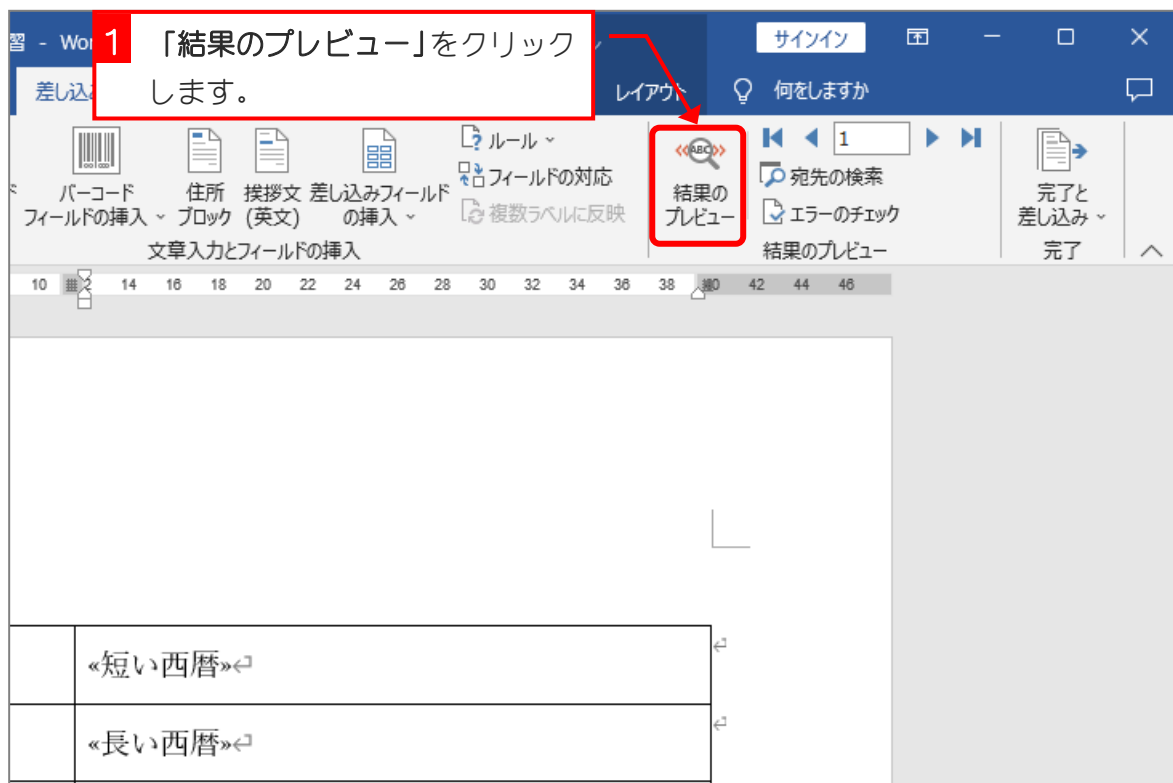 習 - Wor
1 「結果のプレビュー」をクリック
します。
サインイン
差し込み
レイアウト
何をしますか
バーコード
フィールドの挿入
住所
ブロック
挨拶文
(英文)
差し込みフィールド
の挿入
ルール
フィールドの対応
複数ラベルに反映
文章入力とフィールドの挿入
«ABC»
結果の
プレビュー
1
宛先の検索
エラーのチェック
結果のプレビュー
完了と
差し込み
完了
10 12 14 16 18 20 22 24 26 28 30 32 34 36 38 40 42 44 46
«短い西暦»
«長い西暦»